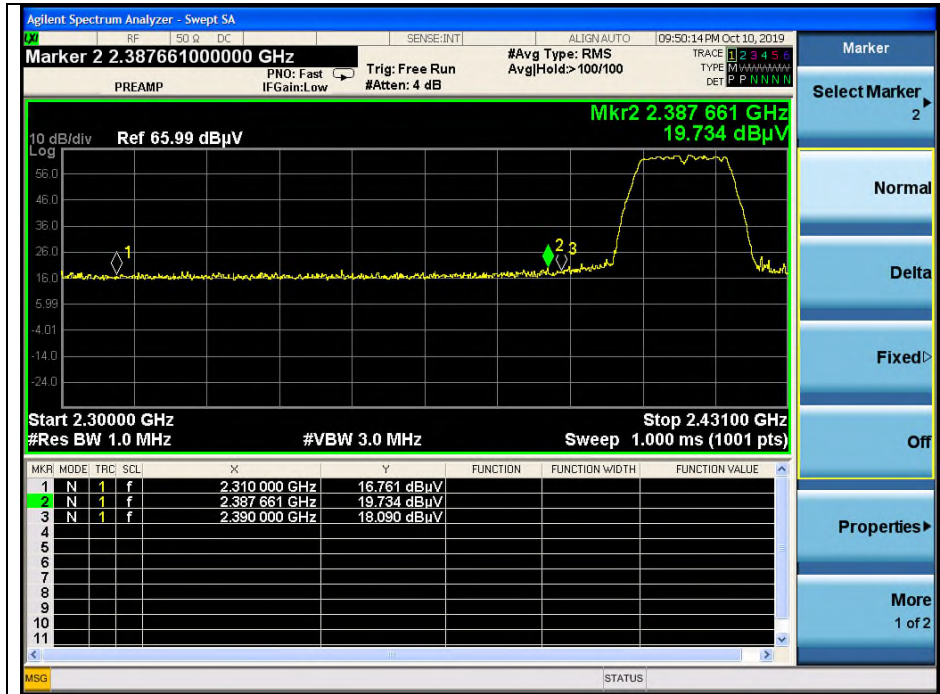 Agilent Spectrum Analyzer - Swept SA
LXI RF 50 Ω DC SENSE:INT ALIGN AUTO 09:50:14 PM Oct 10, 2019
Marker 2 2.387661000000 GHz
PREAMP
PNO: Fast
IFGain:Low
Trig: Free Run
#Atten: 4 dB
#Avg Type: RMS
Avg|Hold:>100/100
TRACE 1 2 3 4 5 6
TYPE M WWWWW
DET P P N N N N
Mkr2 2.387 661 GHz
19.734 dBµV
10 dB/div Ref 65.99 dBµV
Log
56.0
46.0
36.0
26.0
16.0
5.99
-4.01
-14.0
-24.0
1
2
3
Start 2.30000 GHz Stop 2.43100 GHz
#Res BW 1.0 MHz #VBW 3.0 MHz Sweep 1.000 ms (1001 pts)
MKR MODE TRC SCL X Y FUNCTION FUNCTION WIDTH FUNCTION VALUE
1 N 1 f 2.310 000 GHz 16.761 dBµV
2 N 1 f 2.387 661 GHz 19.734 dBµV
3 N 1 f 2.390 000 GHz 18.090 dBµV
4
5
6
7
8
9
10
11
MSG STATUS
Marker
Select Marker
2
Normal
Delta
Fixed
Off
Properties
More
1 of 2